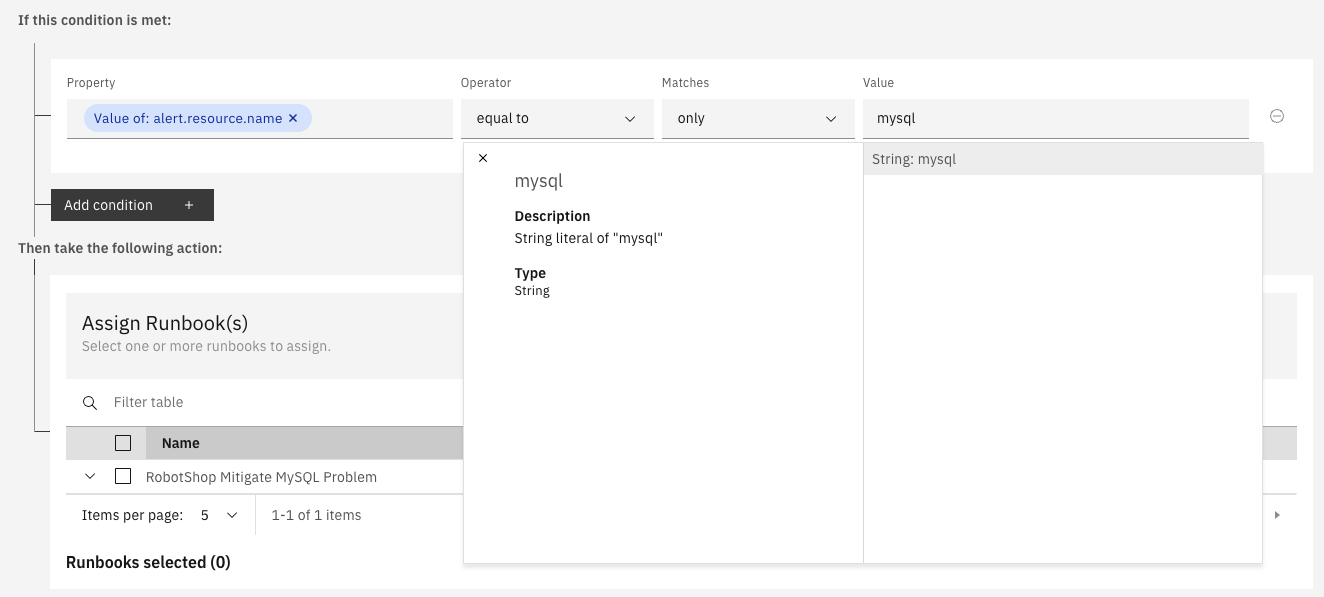 If this condition is met:
Property
Operator
Matches
Value
Value of: alert.resource.name ×
equal to
only
mysql
String: mysql
mysql
Description
String literal of "mysql"
Type
String
Add condition +
Then take the following action:
Assign Runbook(s)
Select one or more runbooks to assign.
Filter table
Name
RobotShop Mitigate MySQL Problem
Items per page: 5
1-1 of 1 items
Runbooks selected (0)